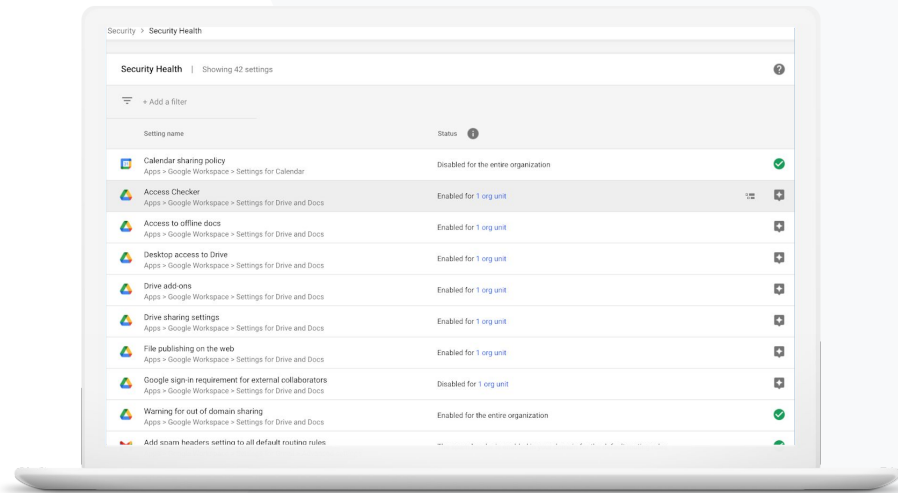 Security > Security Health
Security Health | Showing 42 settings
+ Add a filter
Setting name Status
Calendar sharing policy
Apps > Google Workspace > Settings for Calendar
Disabled for the entire organization
Access Checker
Apps > Google Workspace > Settings for Drive and Docs
Enabled for 1 org unit
Access to offline docs
Apps > Google Workspace > Settings for Drive and Docs
Enabled for 1 org unit
Desktop access to Drive
Apps > Google Workspace > Settings for Drive and Docs
Enabled for 1 org unit
Drive add-ons
Apps > Google Workspace > Settings for Drive and Docs
Enabled for 1 org unit
Drive sharing settings
Apps > Google Workspace > Settings for Drive and Docs
Enabled for 1 org unit
File publishing on the web
Apps > Google Workspace > Settings for Drive and Docs
Enabled for 1 org unit
Google sign-in requirement for external collaborators
Apps > Google Workspace > Settings for Drive and Docs
Disabled for 1 org unit
Warning for out of domain sharing
Apps > Google Workspace > Settings for Drive and Docs
Enabled for the entire organization
Add spam headers setting to all default routing rules